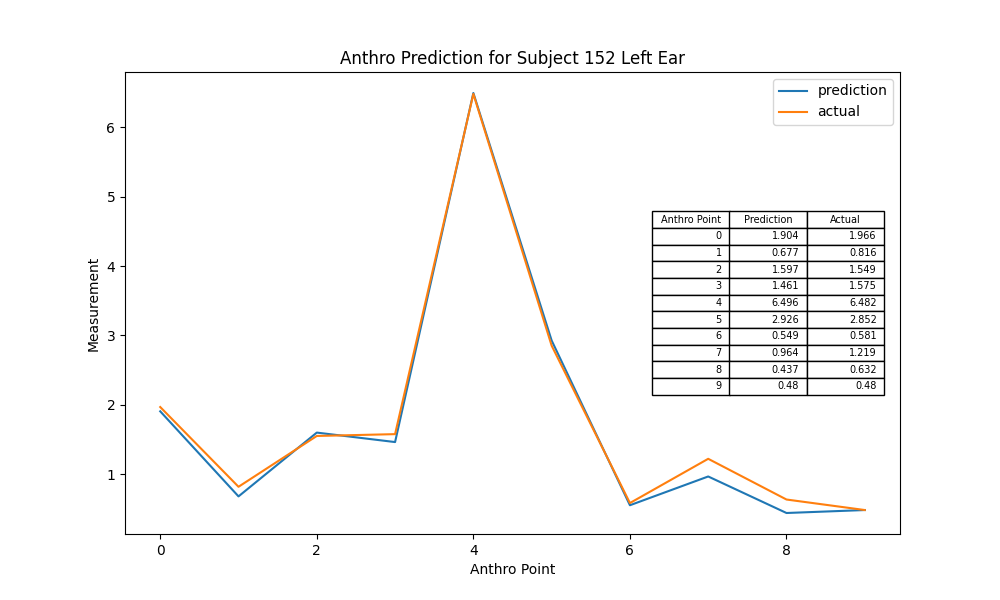 Anthro Prediction for Subject 152 Left Ear
prediction
actual
Measurement
6
5
4
3
2
1
Anthro Point Prediction Actual
0 1.904 1.966
1 0.677 0.816
2 1.597 1.549
3 1.461 1.575
4 6.496 6.482
5 2.926 2.852
6 0.549 0.581
7 0.964 1.219
8 0.437 0.632
9 0.48 0.48
0 2 4 6 8
Anthro Point